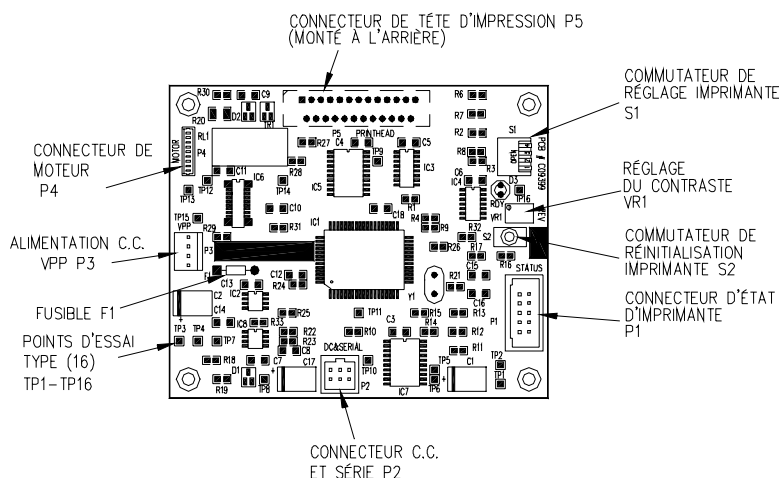 CONNECTEUR DE TÉTE D'IMPRESSION P5
(MONTÉ À L'ARRIÈRE)
COMMUTATEUR DE
RÉGLAGE IMPRIMANTE
S1
CONNECTEUR DE
MOTEUR
P4
RÉGLAGE
DU CONTRASTE
VR1
ALIMENTATION C.C.
VPP P3
COMMUTATEUR DE
RÉINITIALISATION
IMPRIMANTE S2
FUSIBLE F1
CONNECTEUR D'ÉTAT
D'IMPRIMANTE
P1
POINTS D'ESSAI
TYPE (16)
TP1-TP16
CONNECTEUR C.C.
ET SÉRIE P2
R30 C9 R6
R20 D2 TR1 R7
MOTOR RL1 P5 PRINTHEAD R2 S1
P4 R27 C4 C5 R8 OPEN
TP9 IC3 R3 PCB # C09399
C11 R28 C6
TP12 IC6 TP14 IC5 IC4 D3
TP13 R1 RDY TP16
TP15 C10 IC1 C18 R4 VR1 REV
VPP R31 R9 R32 S2
R29 R26 R17
P3 R16
F1 C12 C15 STATUS
C13 R24 R21
C2 IC2 Y1 C16
C14 R25 TP11 R15 R13
TP3 TP4 IC8 R33 R22 R10 C3 R14 R12 P1
TP7 R23 DC&SERIAL
R18 C8 R11
D1 C7 C17 TP10 TP5 C1 TP2
R19 TP8 P2 IC7 TP6 TP1